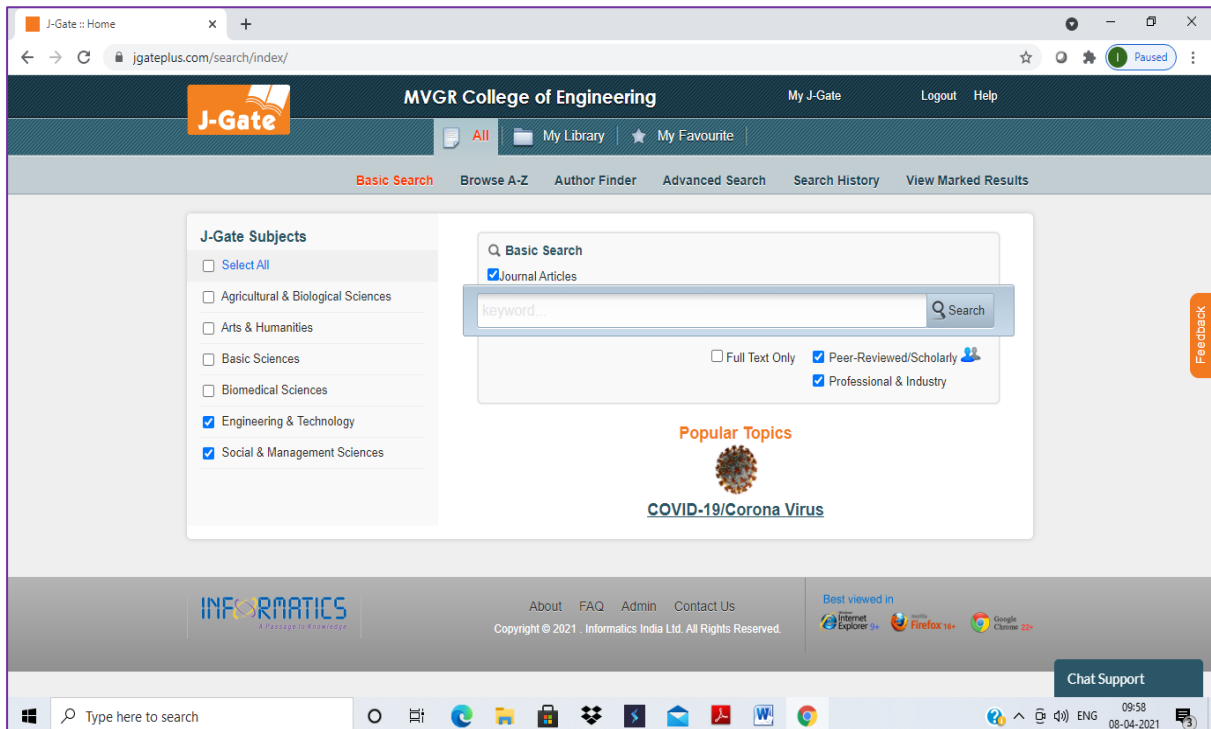 J-Gate :: Home
jgateplus.com/search/index/
I Paused
J-Gate
MVGR College of Engineering
My J-Gate Logout Help
All My Library My Favourite
Basic Search Browse A-Z Author Finder Advanced Search Search History View Marked Results
J-Gate Subjects
Select All
Agricultural & Biological Sciences
Arts & Humanities
Basic Sciences
Biomedical Sciences
Engineering & Technology
Social & Management Sciences
Basic Search
Journal Articles
keyword...
Search
Full Text Only Peer-Reviewed/Scholarly
Professional & Industry
Popular Topics
COVID-19/Corona Virus
Feedback
INFORMATICS
A Passage to Knowledge
About FAQ Admin Contact Us
Copyright © 2021 . Informatics India Ltd. All Rights Reserved.
Best viewed in
Windows Internet Explorer 9+
Firefox 16+
Google Chrome 22+
Chat Support
Type here to search
ENG
09:58
08-04-2021
3